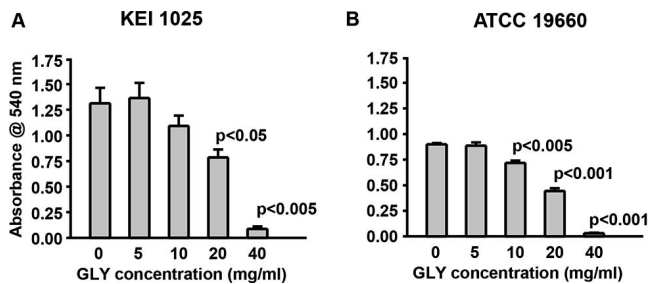 A KEI 1025
Absorbance @ 540 nm
1.75
1.50
1.25
1.00
0.75
0.50
0.25
0.00
p<0.05
p<0.005
0 5 10 20 40
GLY concentration (mg/ml)
B ATCC 19660
1.75
1.50
1.25
1.00
0.75
0.50
0.25
0.00
p<0.005
p<0.001
p<0.001
0 5 10 20 40
GLY concentration (mg/ml)